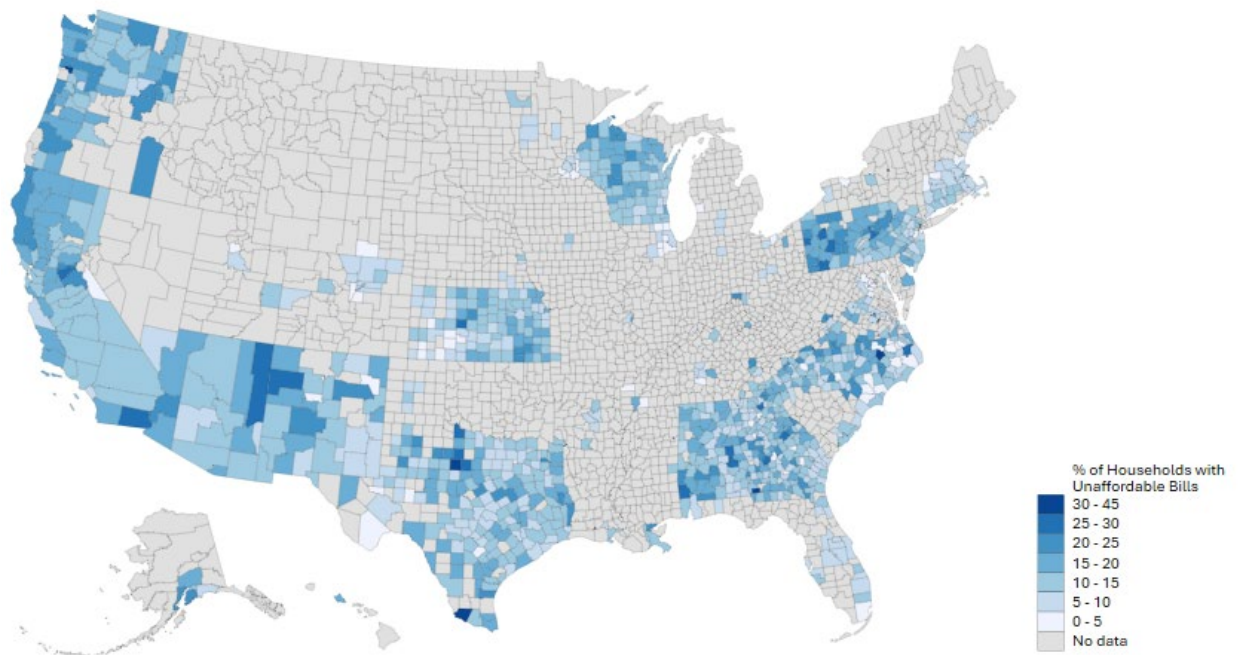 % of Households with
Unaffordable Bills
30 - 45
25 - 30
20 - 25
15 - 20
10 - 15
5 - 10
0 - 5
No data